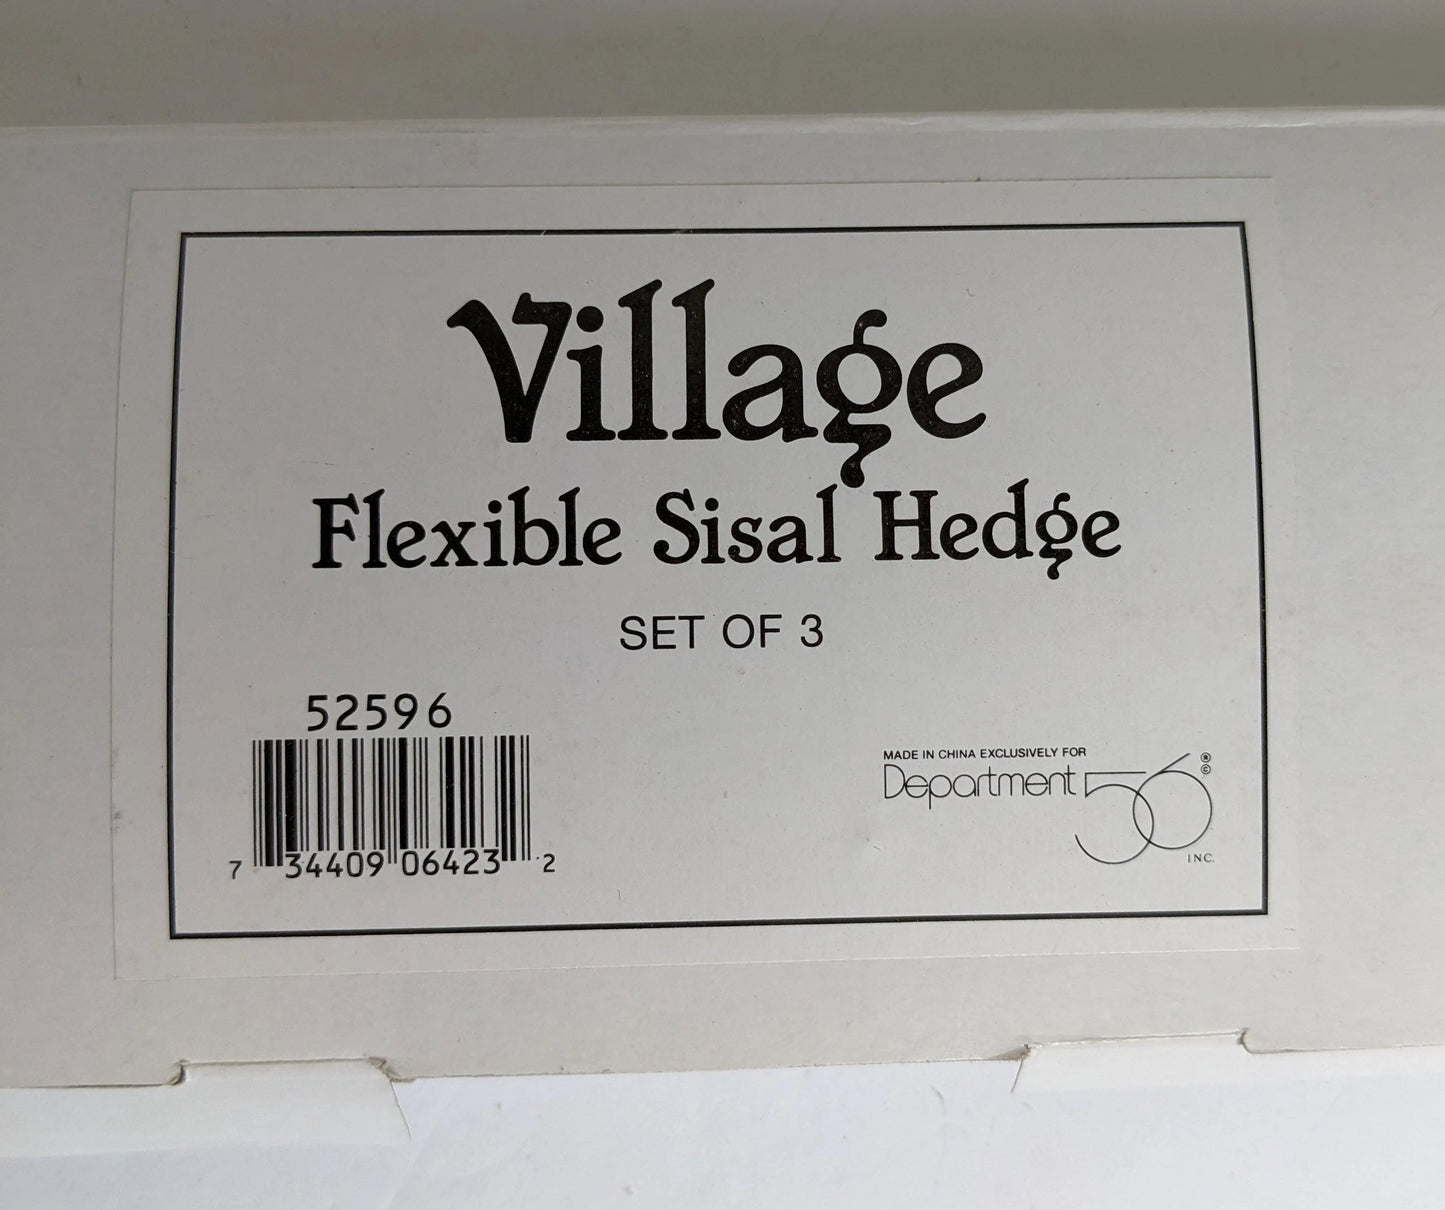 Village
Flexible Sisal Hedge
SET OF 3
52596
7 34409 06423 2
MADE IN CHINA EXCLUSIVELY FOR
Department 56 ® ©
INC.